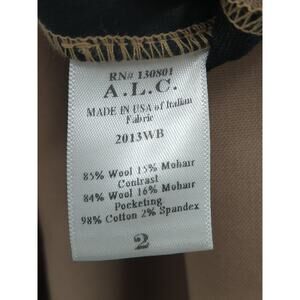 RN# 130801
A.L.C.
MADE IN USA of Italian
Fabric
2013WB
85% Wool 15% Mohair
Contrast
84% Wool 16% Mohair
Pocketing
98% Cotton 2% Spandex
2